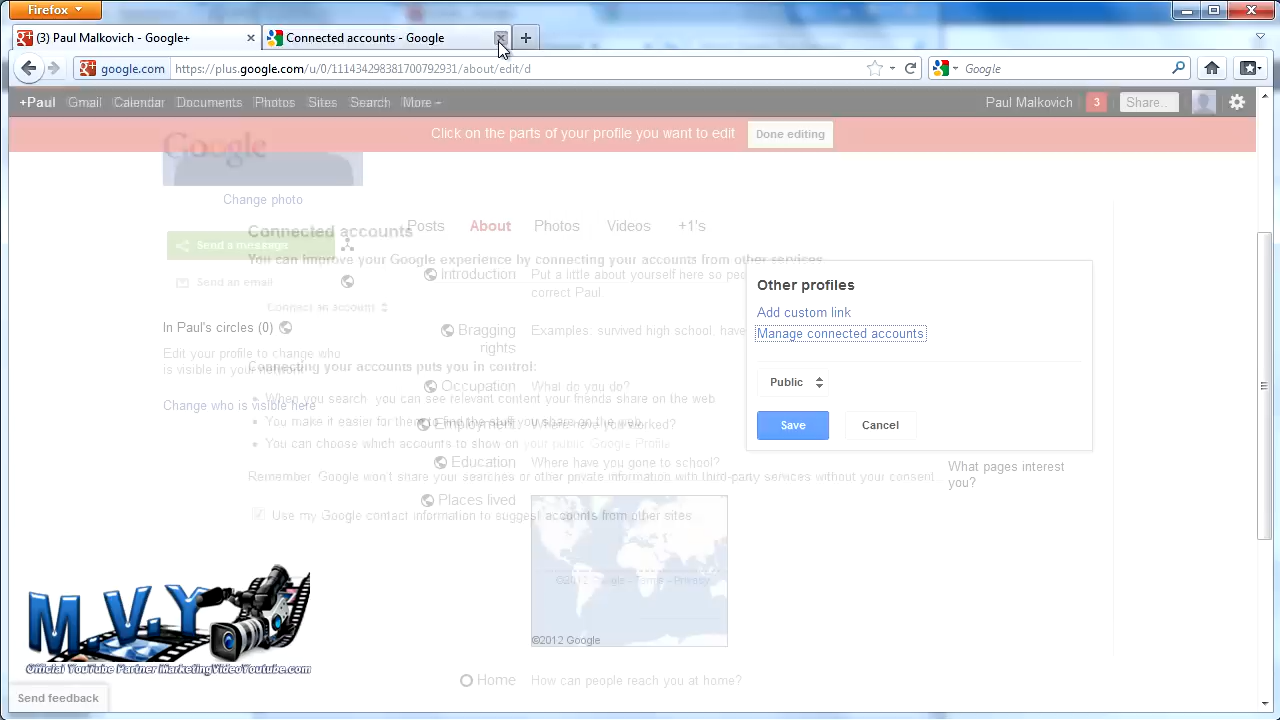 Firefox
(3) Paul Malkovich - Google+
Connected accounts - Google
google.com
https://plus.google.com/u/0/111434298381700792931/about/edit/d
Google
+Paul Gmail Calendar Documents Photos Sites Search More
Paul Malkovich 3 Share..
Click on the parts of your profile you want to edit Done editing
Google
Change photo
Connected accounts
Posts About Photos Videos +1's
Send a message
You can improve your Google experience by connecting your accounts from other services
Introduction Put a little about yourself here so peo
correct Paul
Send an email
Connect an account
In Paul's circles (0)
Bragging rights Examples: survived high school, have
Edit your profile to change who
is visible in your network
Connecting your accounts puts you in control:
Occupation What do you do?
When you search you can see relevant content your friends share on the web
Change who is visible here
You make it easier for them to find the stuff you share on the web
Employment Where have you worked?
You can choose which accounts to show on your public Google Profile
Education Where have you gone to school?
Remember Google won't share your searches or other private information with third-party services without your consent.
Places lived
Use my Google contact information to suggest accounts from other sites
Other profiles
Add custom link
Manage connected accounts
Public
Save Cancel
What pages interest
you?
Google - Terms - Privacy
©2012 Google
Home How can people reach you at home?
M.V.Y
Official YouTube Partner MarketingVideoYoutube.com
Send feedback